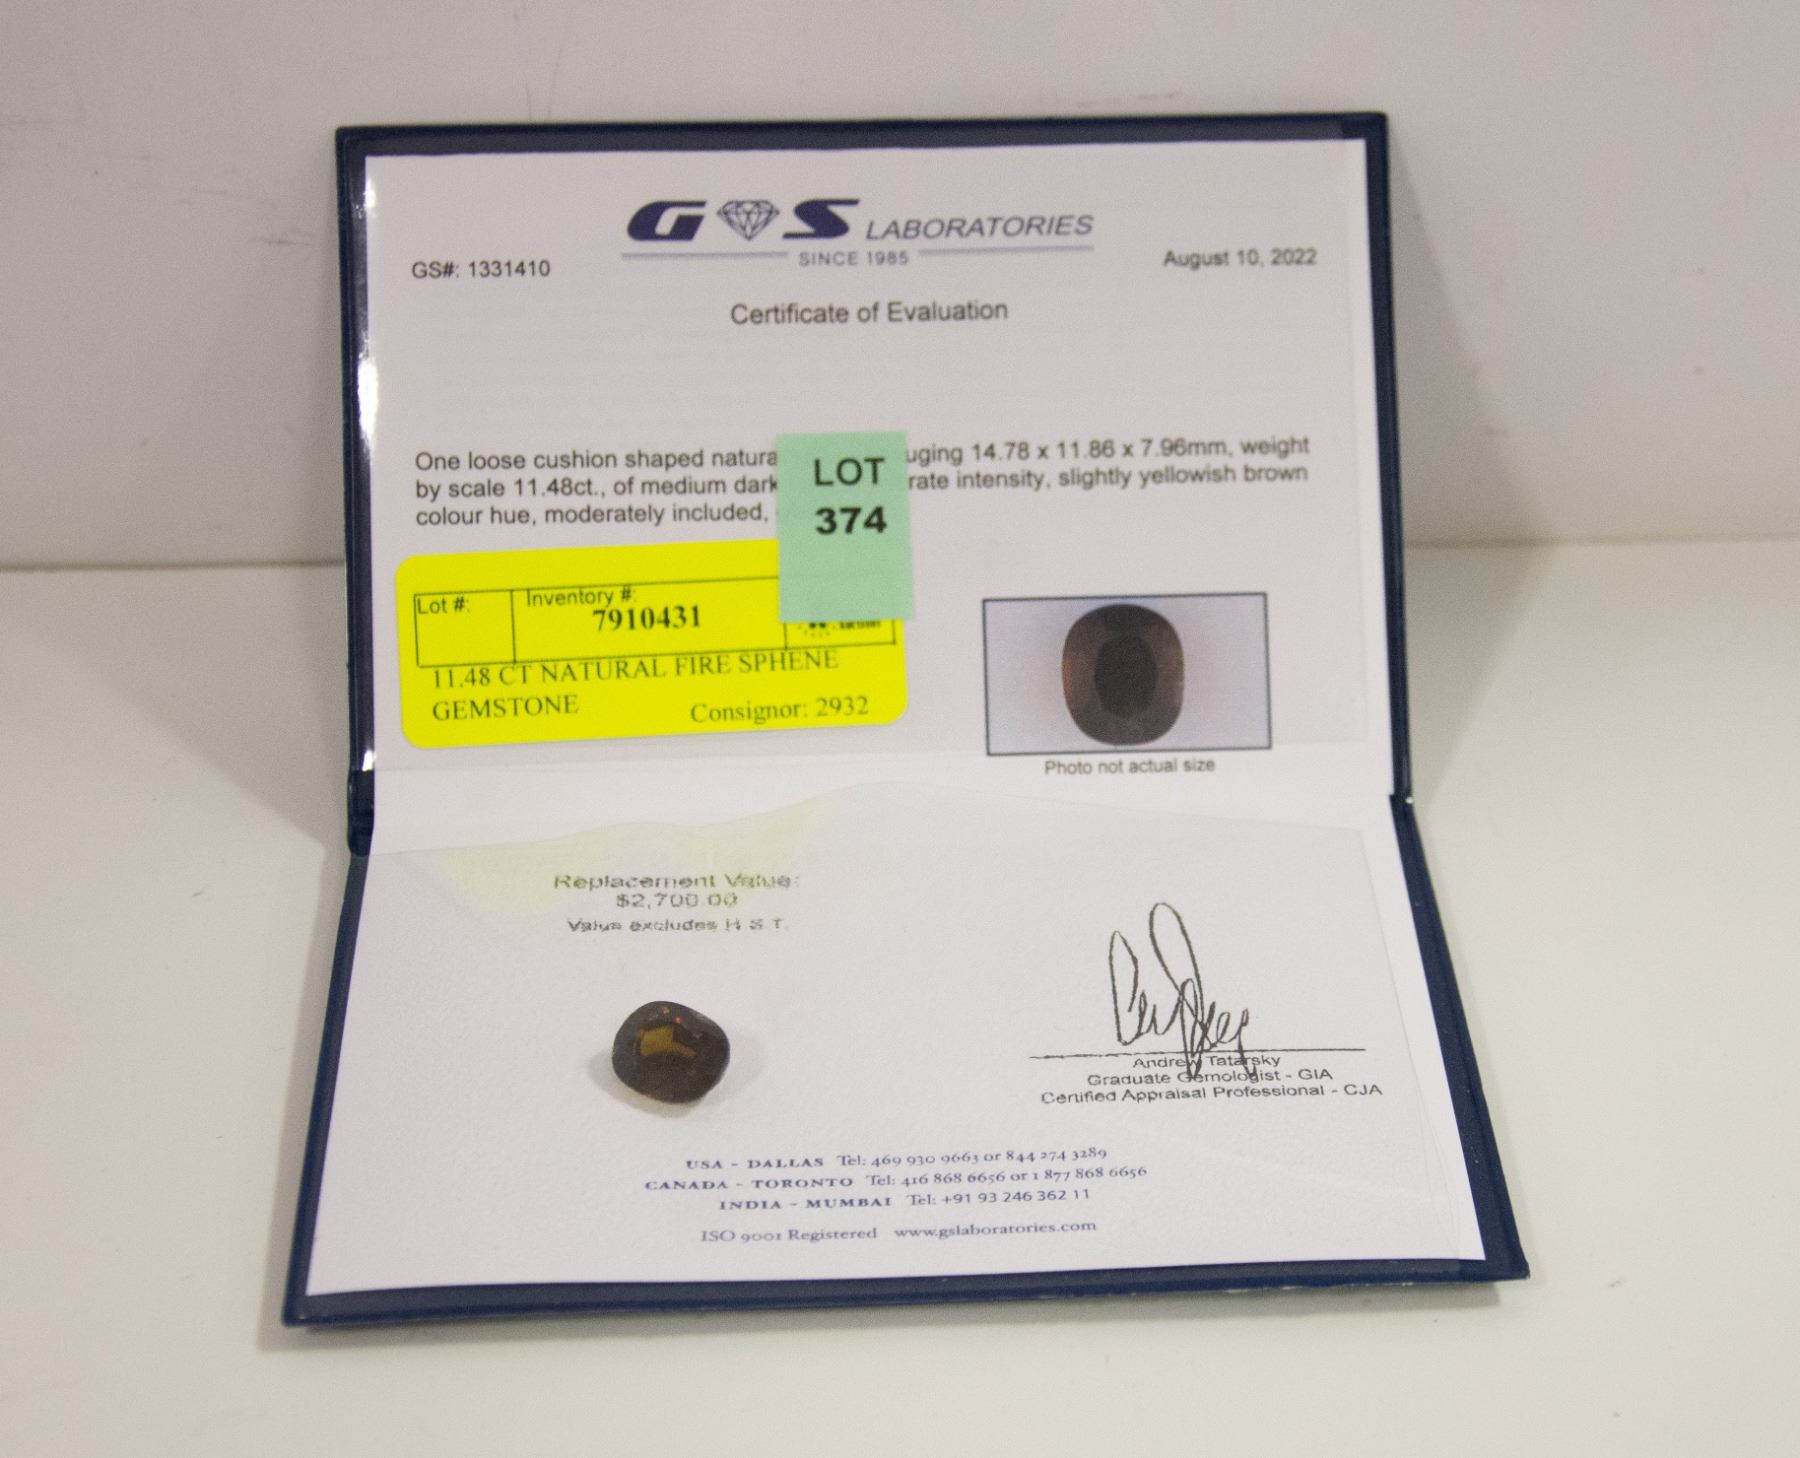 GS LABORATORIES
SINCE 1985
GS#: 1331410
August 10, 2022
Certificate of Evaluation
One loose cushion shaped natura uging 14.78 x 11.86 x 7.96mm, weight
by scale 11.48ct., of medium dark rate intensity, slightly yellowish brown
colour hue, moderately included,
LOT
374
Lot #:
Inventory #:
7910431
11.48 CT NATURAL FIRE SPHENE
GEMSTONE
Consignor: 2932
Photo not actual size
Replacement Value:
$2,700.00
Value excludes H.S.T.
Andrew Tatarsky
Graduate Gemologist - GIA
Certified Appraisal Professional - CJA
USA - DALLAS Tel: 469 930 9663 or 844 274 3289
CANADA - TORONTO Tel: 416 868 6656 or 1 877 868 6656
INDIA - MUMBAI Tel: +91 93 246 362 11
ISO 9001 Registered www.gslaboratories.com